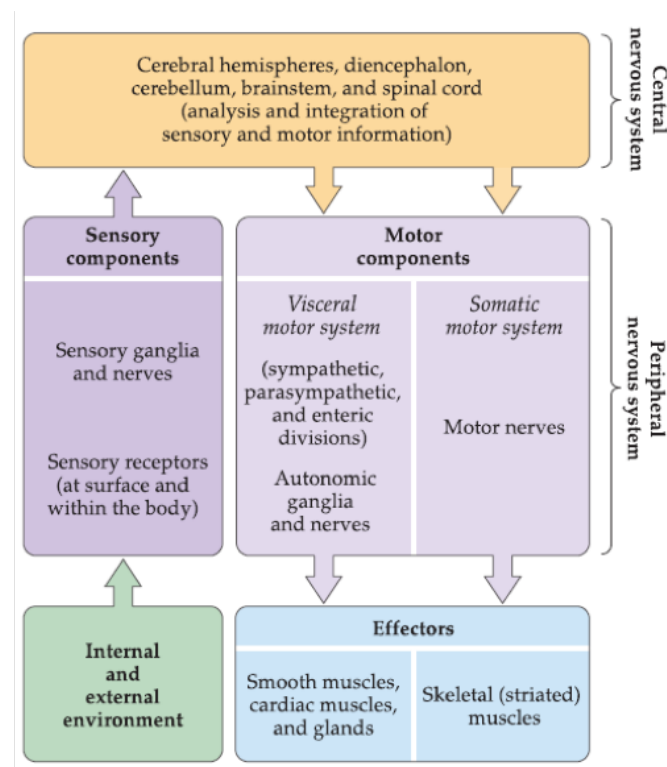 Cerebral hemispheres, diencephalon,
cerebellum, brainstem, and spinal cord
(analysis and integration of
sensory and motor information)
Central
nervous system
Sensory
components
Sensory ganglia
and nerves
Sensory receptors
(at surface and
within the body)
Motor
components
Visceral
motor system
(sympathetic,
parasympathetic,
and enteric
divisions)
Autonomic
ganglia
and nerves
Somatic
motor system
Motor nerves
Peripheral
nervous system
Internal
and
external
environment
Effectors
Smooth muscles,
cardiac muscles,
and glands
Skeletal (striated)
muscles